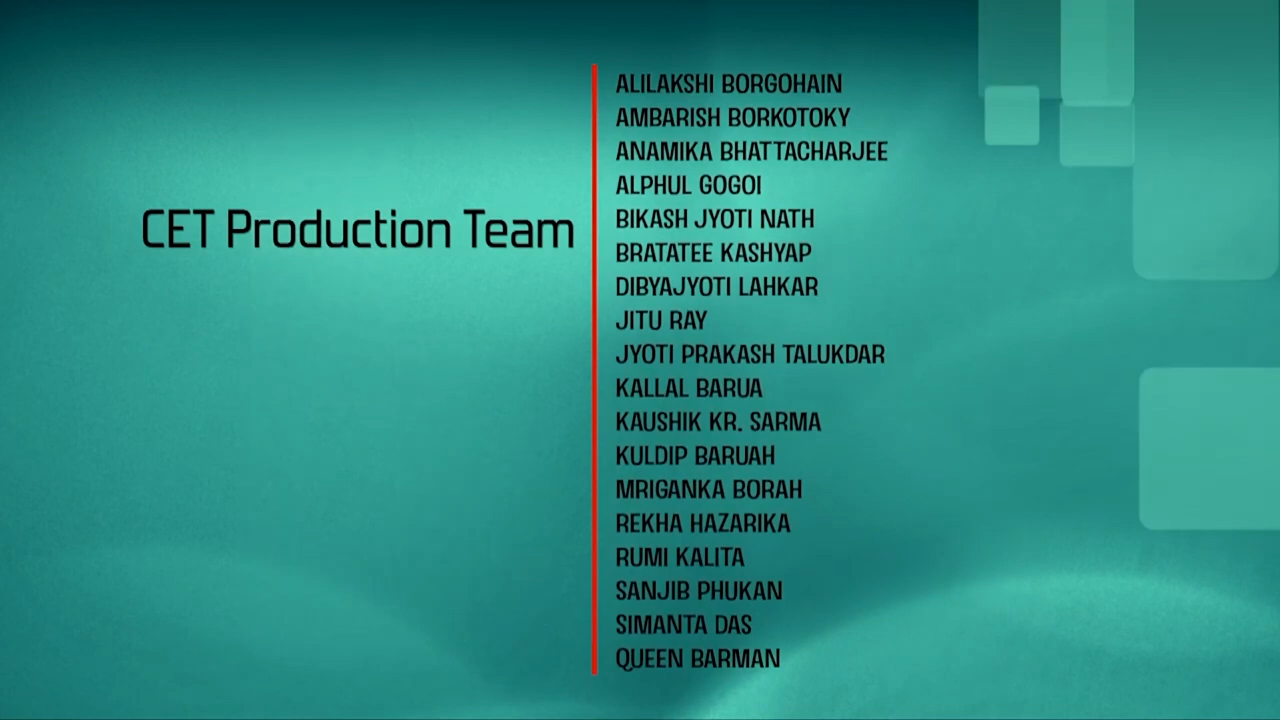 CET Production Team
ALILAKSHI BORGOHAIN
AMBARISH BORKOTOKY
ANAMIKA BHATTACHARJEE
ALPHUL GOGOI
BIKASH JYOTI NATH
BRATATEE KASHYAP
DIBYAJYOTI LAHKAR
JITU RAY
JYOTI PRAKASH TALUKDAR
KALLAL BARUA
KAUSHIK KR. SARMA
KULDIP BARUAH
MRIGANKA BORAH
REKHA HAZARIKA
RUMI KALITA
SANJIB PHUKAN
SIMANTA DAS
QUEEN BARMAN